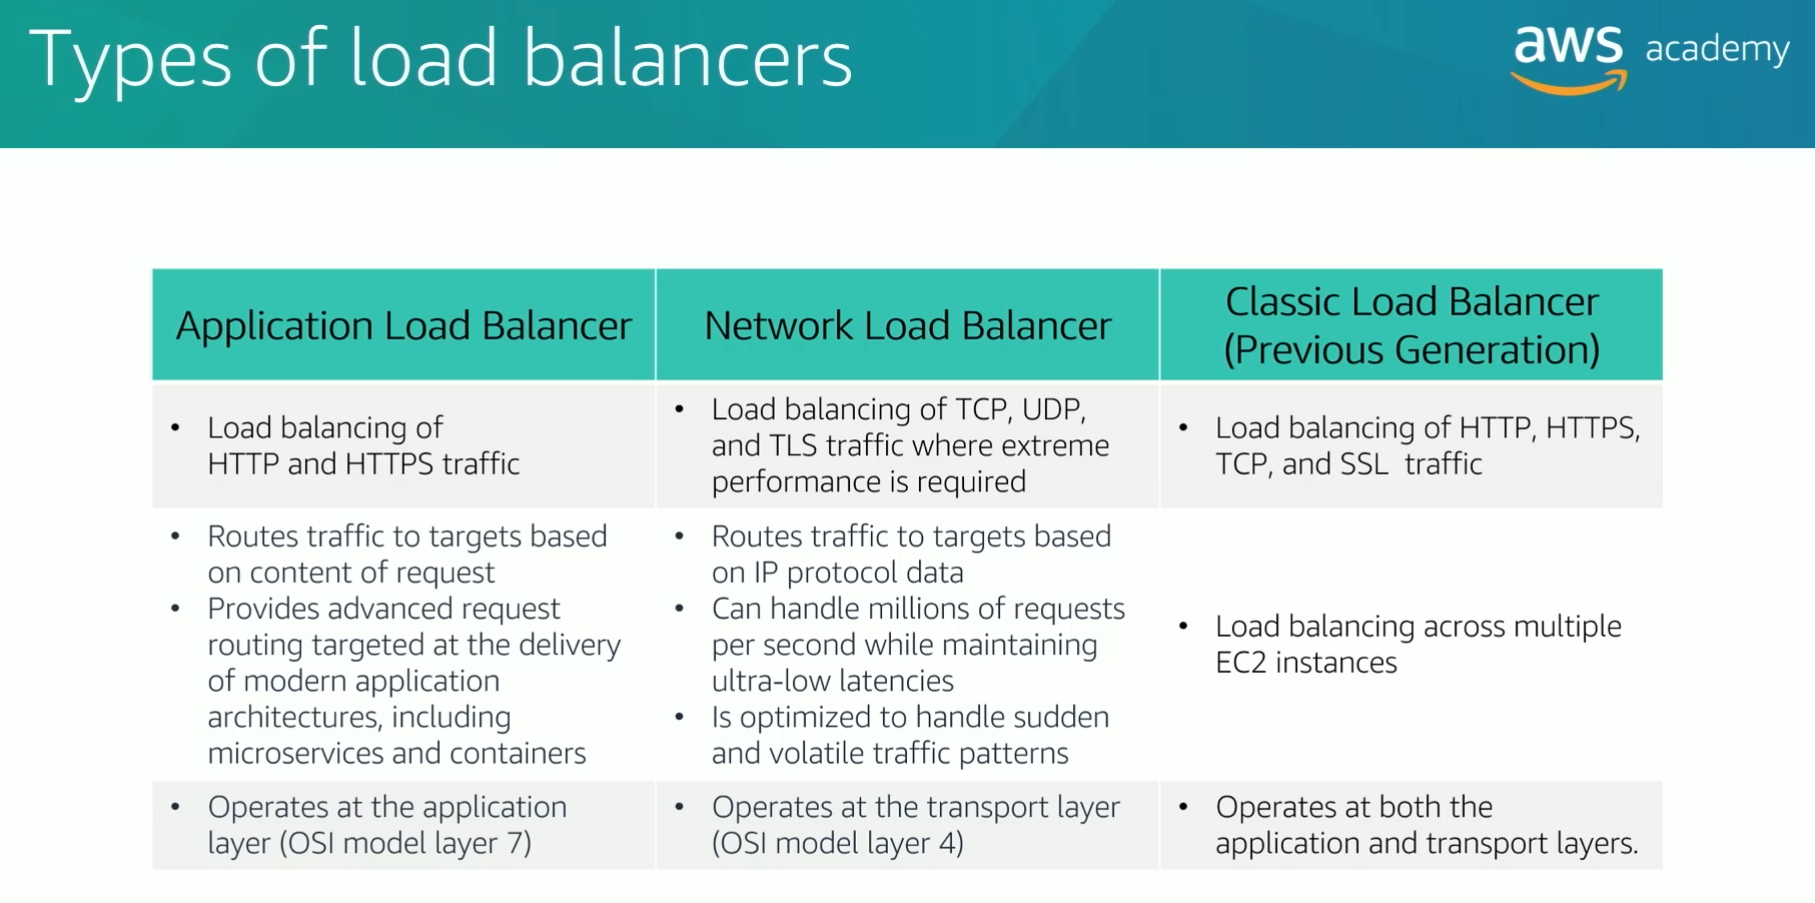 Types of load balancers
aws academy
Application Load Balancer
Network Load Balancer
Classic Load Balancer
(Previous Generation)
• Load balancing of
HTTP and HTTPS traffic
• Load balancing of TCP, UDP,
and TLS traffic where extreme
performance is required
• Load balancing of HTTP, HTTPS,
TCP, and SSL traffic
• Routes traffic to targets based
on content of request
• Provides advanced request
routing targeted at the delivery
of modern application
architectures, including
microservices and containers
• Routes traffic to targets based
on IP protocol data
• Can handle millions of requests
per second while maintaining
ultra-low latencies
• Is optimized to handle sudden
and volatile traffic patterns
• Load balancing across multiple
EC2 instances
• Operates at the application
layer (OSI model layer 7)
• Operates at the transport layer
(OSI model layer 4)
• Operates at both the
application and transport layers.